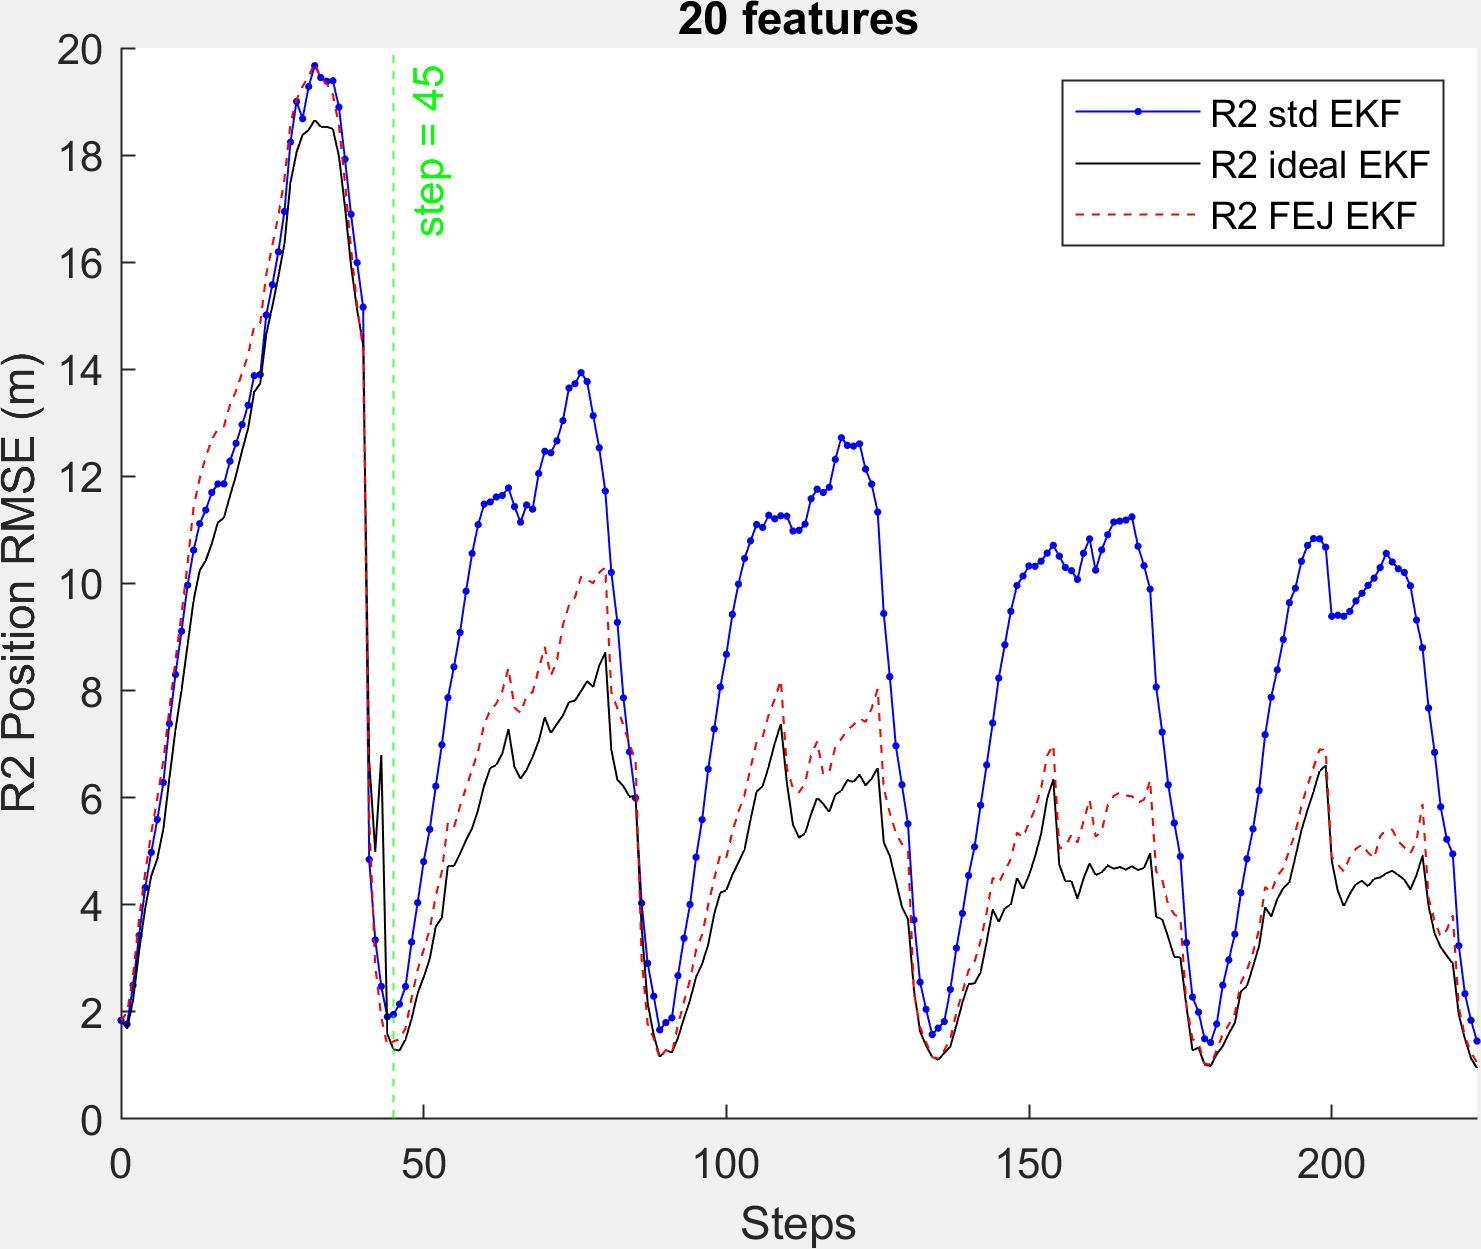 20 features
R2 Position RMSE (m)
20
18
16
14
12
10
8
6
4
2
0
step = 45
R2 std EKF
R2 ideal EKF
R2 FEJ EKF
0 50 100 150 200
Steps